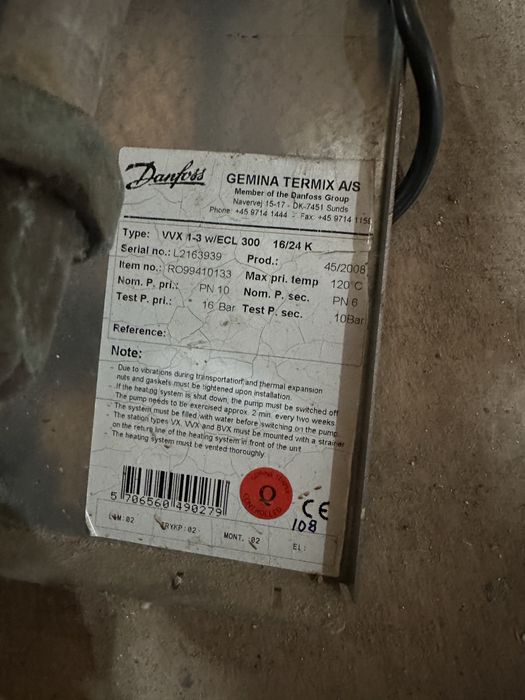 Danfoss
GEMINA TERMIX A/S
Member of the Danfoss Group
Navervej 15-17 - DK-7451 Sunds
Phone: +45 9714 1444 - Fax: +45 9714 1159
Type: VVX 1-3 w/ECL 300 16/24 K
Serial no.: L2163939 Prod.: 45/2008
Item no.: RO99410133 Max pri. temp 120°C
Nom. P. pri.: PN 10 Nom. P. sec. PN 6
Test P. pri.: 16 Bar Test P. sec. 10Bar
Reference:
Note:
- Due to vibrations during transportation and thermal expansion
nuts and gaskets must be tightened upon installation.
- If the heating system is shut down, the pump must be switched off
The pump needs to be exercised approx. 2 min. every two weeks
- The system must be filled with water before switching on the pump
- The station types VX, VVX and BVX must be mounted with a strainer
on the return line of the heating system in front of the unit
- The heating system must be vented thoroughly
5 706560 490279
GEMINA TERMIX
Q
CONTROLLED
CE
108
TRYKP:02
MONT. :02
EL: